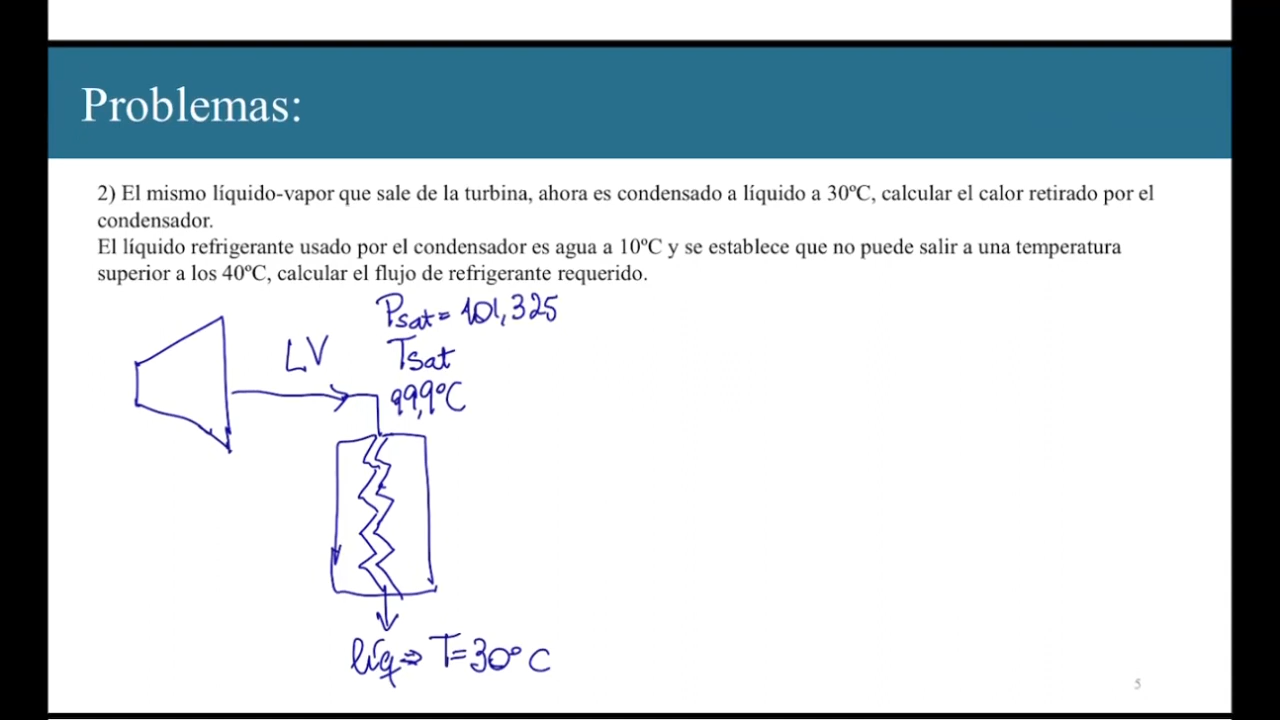 Problemas:
2) El mismo líquido-vapor que sale de la turbina, ahora es condensado a líquido a 30ºC, calcular el calor retirado por el
condensador.
El líquido refrigerante usado por el condensador es agua a 10ºC y se establece que no puede salir a una temperatura
superior a los 40ºC, calcular el flujo de refrigerante requerido.
Psat = 101,325
LV
Tsat
99,9°C
líq ⇒ T=30°C
5